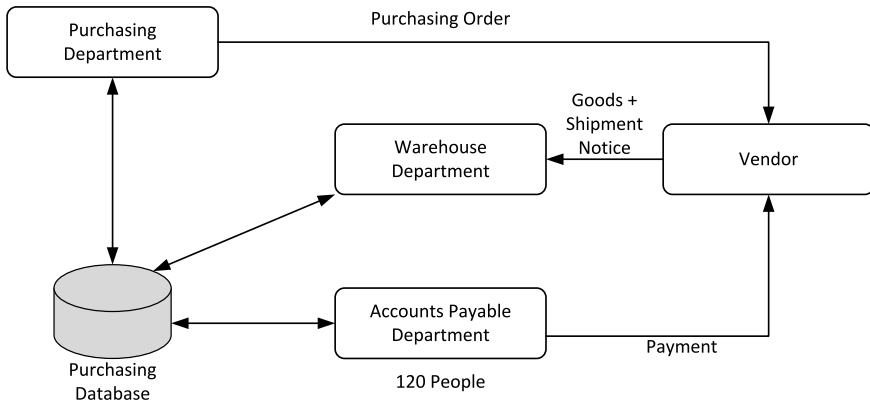 Purchasing Order
Purchasing
Department
Goods +
Shipment
Notice
Warehouse
Department
Vendor
Accounts Payable
Department
Payment
Purchasing
Database
120 People